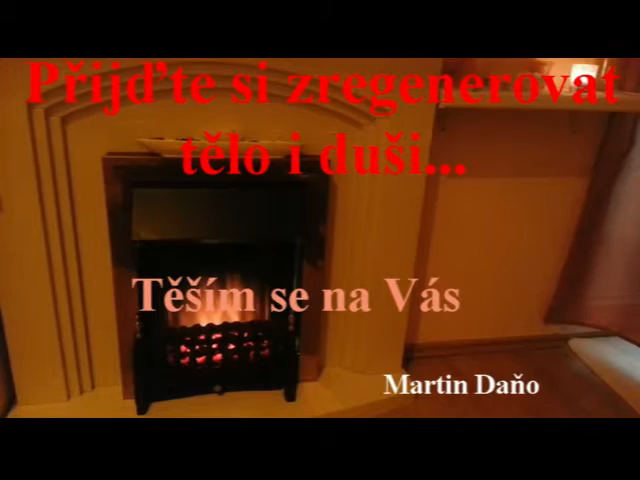 Přijďte si zregenerovat
tělo i duši...
Těším se na Vás
Martin Daňo